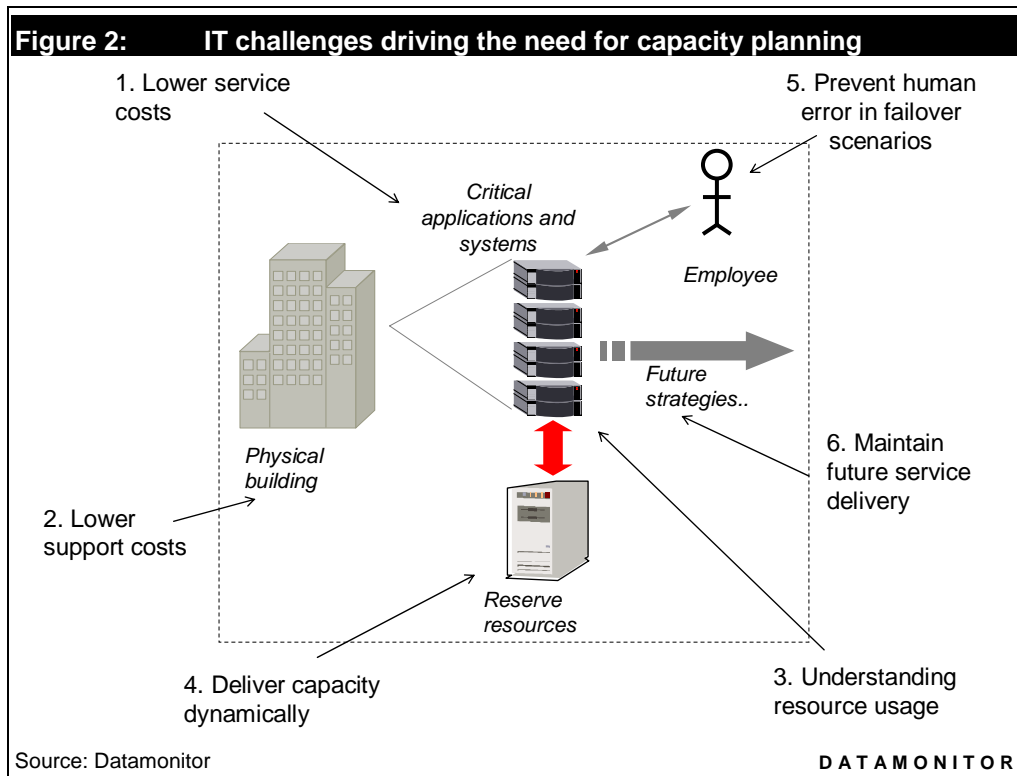 Figure 2: IT challenges driving the need for capacity planning
1. Lower service
costs
5. Prevent human
error in failover
scenarios
Critical
applications and
systems
Employee
Physical
building
Future
strategies..
2. Lower
support costs
6. Maintain
future service
delivery
Reserve
resources
4. Deliver capacity
dynamically
3. Understanding
resource usage
Source: Datamonitor
DATAMONITOR